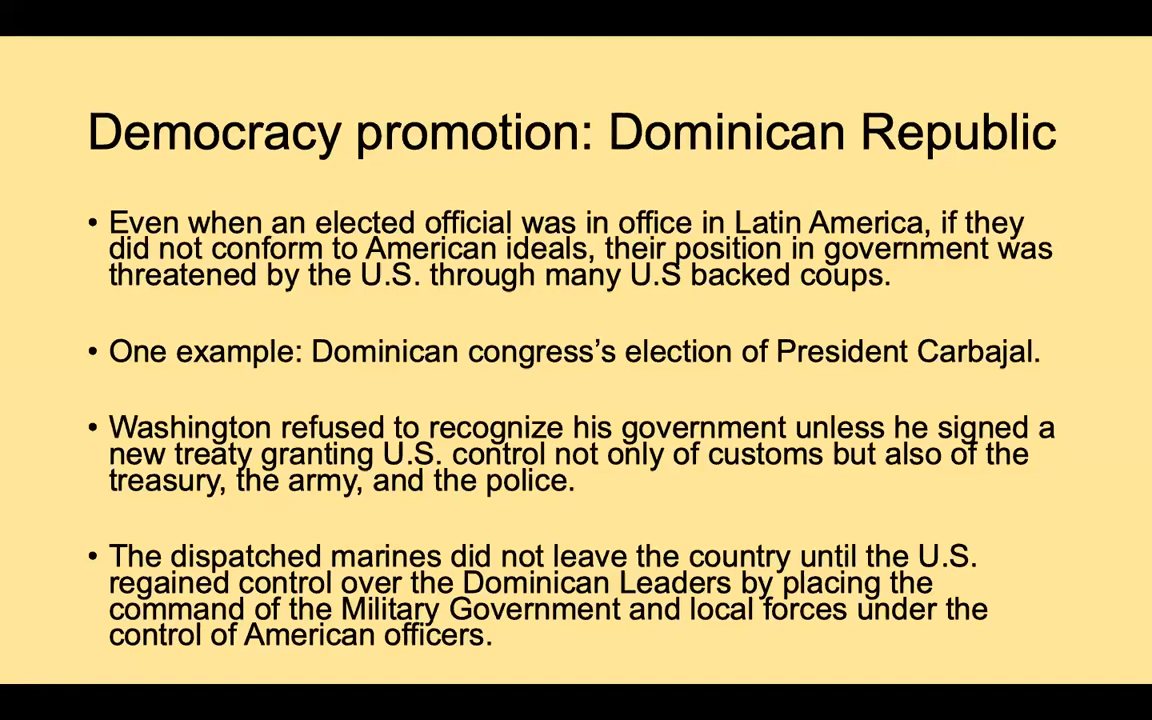 Democracy promotion: Dominican Republic
• Even when an elected official was in office in Latin America, if they
did not conform to American ideals, their position in government was
threatened by the U.S. through many U.S backed coups.
• One example: Dominican congress’s election of President Carbajal.
• Washington refused to recognize his government unless he signed a
new treaty granting U.S. control not only of customs but also of the
treasury, the army, and the police.
• The dispatched marines did not leave the country until the U.S.
regained control over the Dominican Leaders by placing the
command of the Military Government and local forces under the
control of American officers.